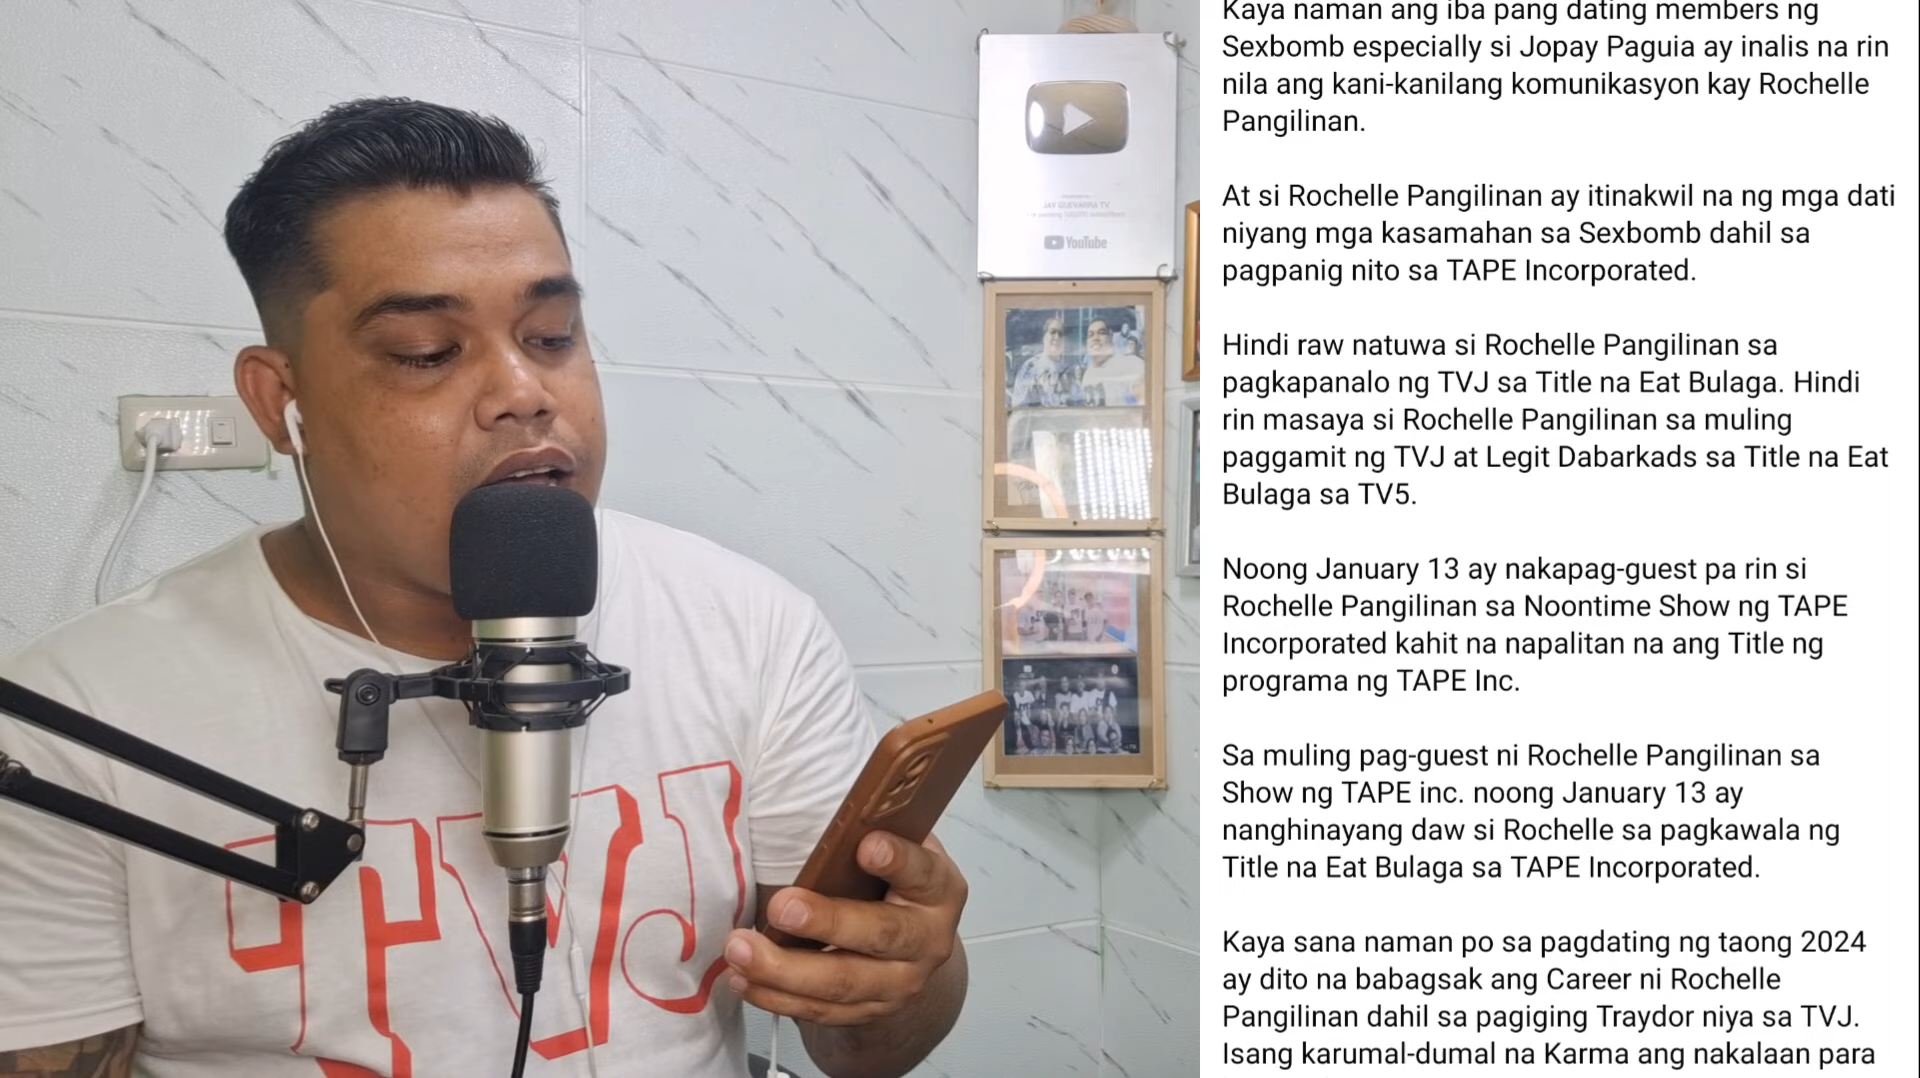 JAY GUEVARRA TV
YouTube
TVJ
Kaya naman ang iba pang dating members ng
Sexbomb especially si Jopay Paguia ay inalis na rin
nila ang kani-kanilang komunikasyon kay Rochelle
Pangilinan.
At si Rochelle Pangilinan ay itinakwil na ng mga dati
niyang mga kasamahan sa Sexbomb dahil sa
pagpanig nito sa TAPE Incorporated.
Hindi raw natuwa si Rochelle Pangilinan sa
pagkapanalo ng TVJ sa Title na Eat Bulaga. Hindi
rin masaya si Rochelle Pangilinan sa muling
paggamit ng TVJ at Legit Dabarkads sa Title na Eat
Bulaga sa TV5.
Noong January 13 ay nakapag-guest pa rin si
Rochelle Pangilinan sa Noontime Show ng TAPE
Incorporated kahit na napalitan na ang Title ng
programa ng TAPE Inc.
Sa muling pag-guest ni Rochelle Pangilinan sa
Show ng TAPE inc. noong January 13 ay
nanghinayang daw si Rochelle sa pagkawala ng
Title na Eat Bulaga sa TAPE Incorporated.
Kaya sana naman po sa pagdating ng taong 2024
ay dito na babagsak ang Career ni Rochelle
Pangilinan dahil sa pagiging Traydor niya sa TVJ.
Isang karumal-dumal na Karma ang nakalaan para